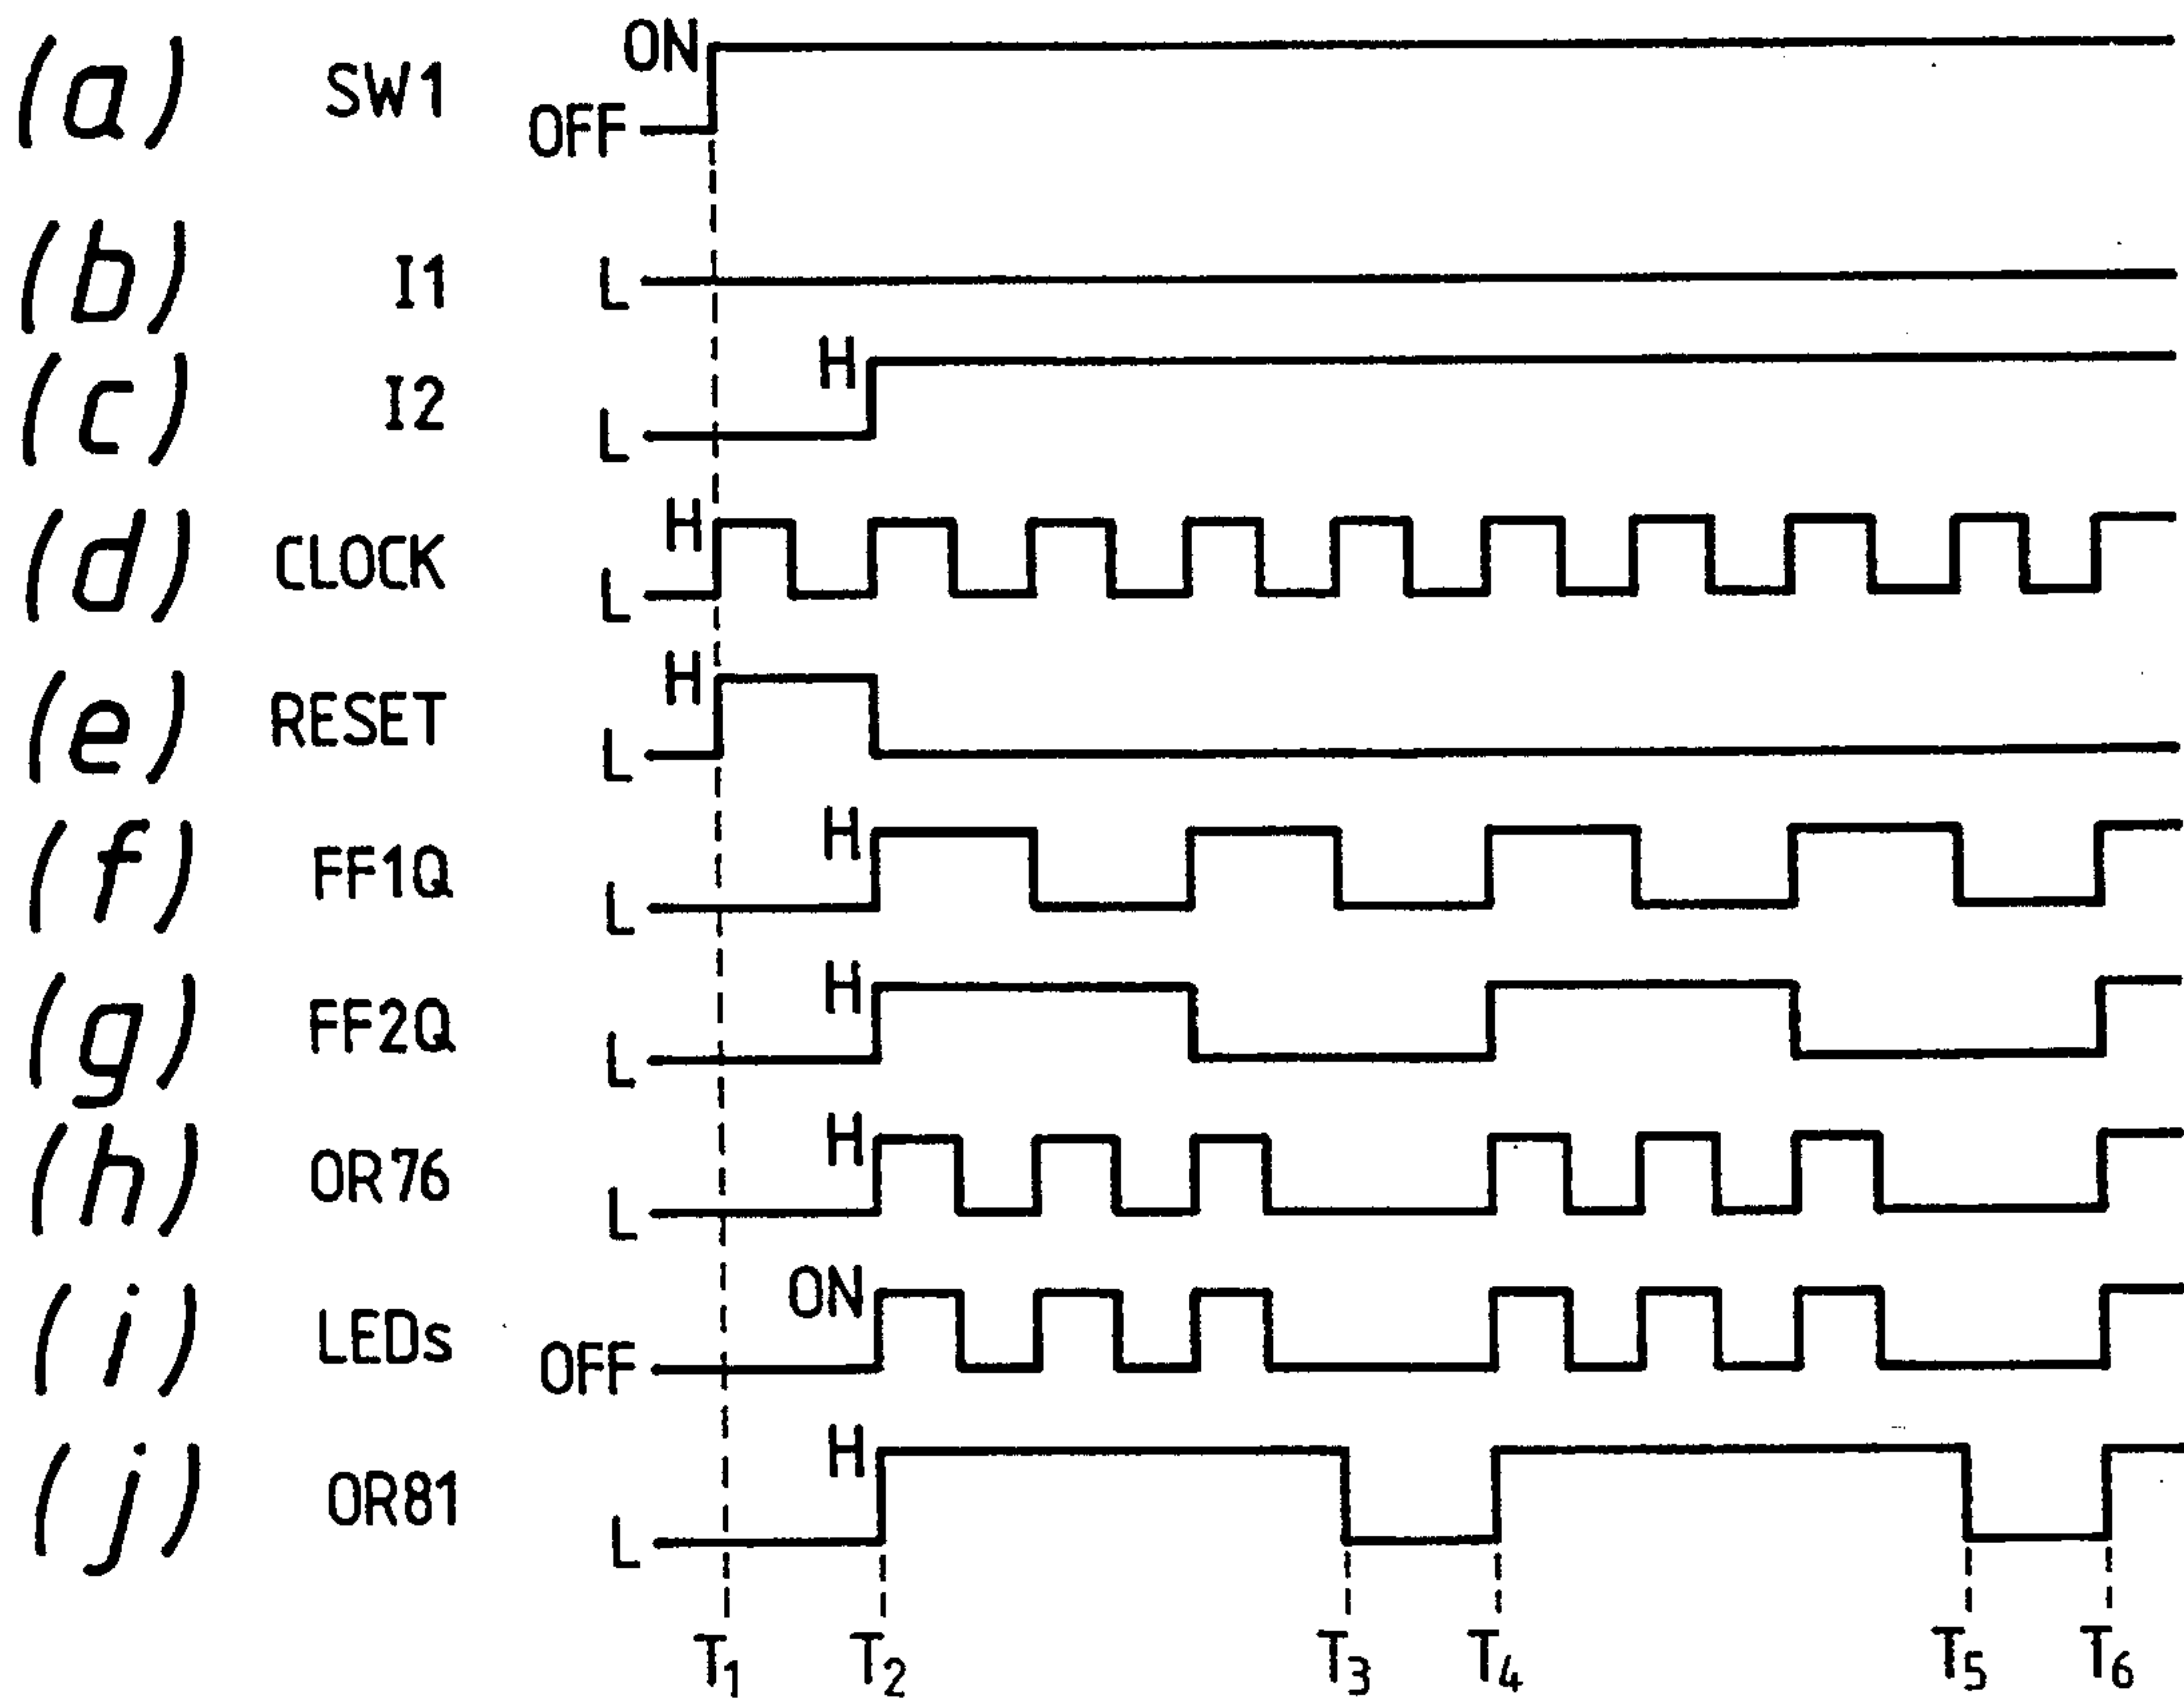 (a) SW1 ON OFF
(b) I1 L
(c) I2 H L
(d) CLOCK H L
(e) RESET H L
(f) FF1Q H L
(g) FF2Q H L
(h) OR76 H L
(i) LEDs ON OFF
(j) OR81 H L
T1 T2 T3 T4 T5 T6